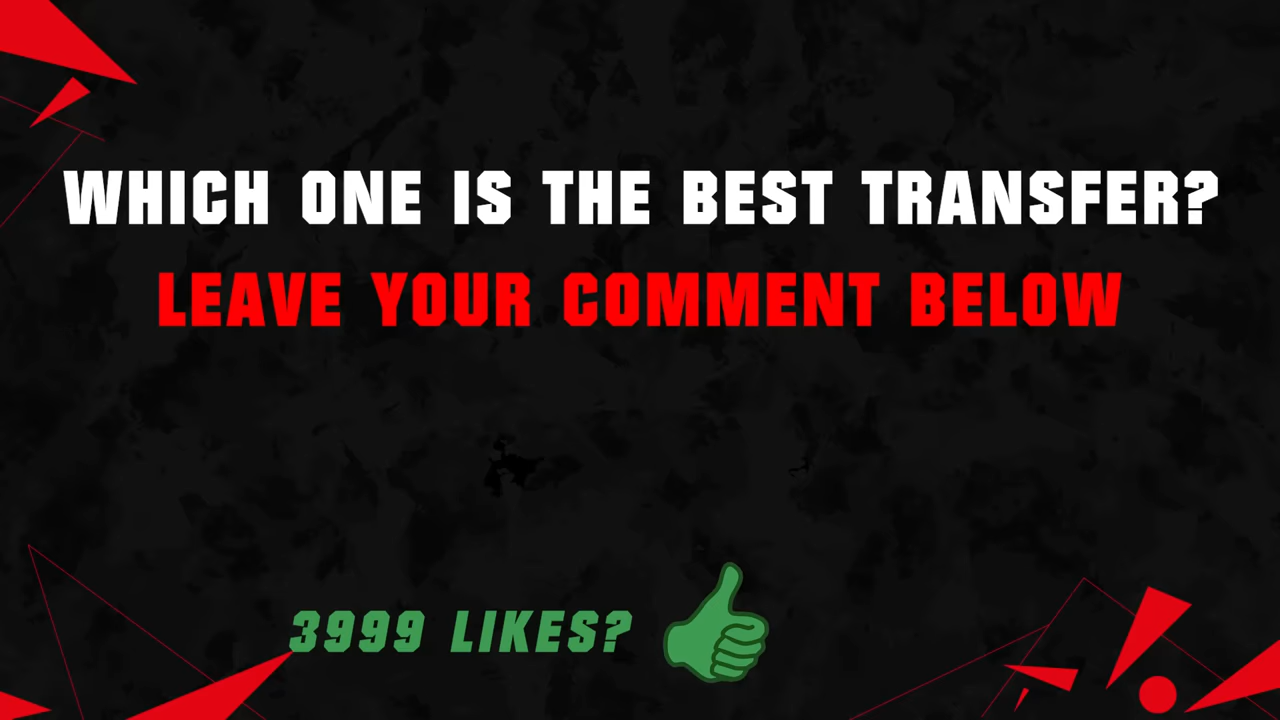 WHICH ONE IS THE BEST TRANSFER?
LEAVE YOUR COMMENT BELOW
3999 LIKES?